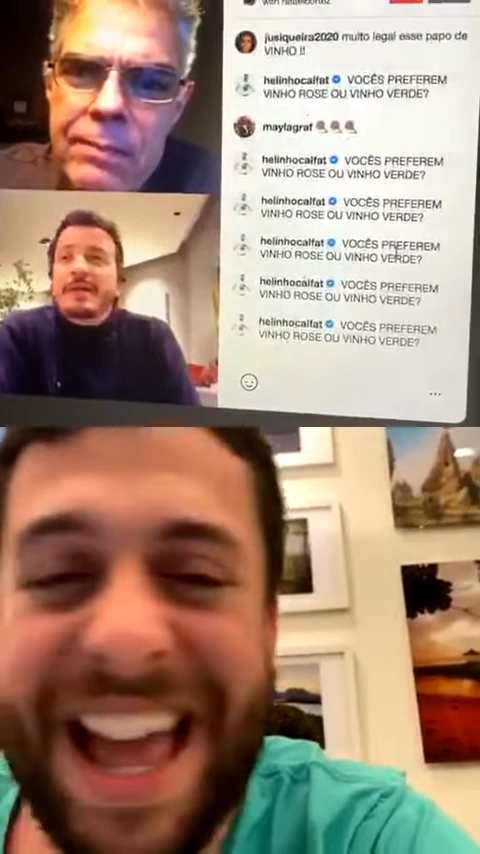 with rafaelcortez
jusiqueira2020 muito legal esse papo de
VINHO !!
helinhocalfat VOCÊS PREFEREM
VINHO ROSE OU VINHO VERDE?
maylagraf
helinhocalfat VOCÊS PREFEREM
VINHO ROSE OU VINHO VERDE?
helinhocalfat VOCÊS PREFEREM
VINHO ROSE OU VINHO VERDE?
helinhocalfat VOCÊS PREFEREM
VINHO ROSE OU VINHO VERDE?
helinhocalfat VOCÊS PREFEREM
VINHO ROSE OU VINHO VERDE?
helinhocalfat VOCÊS PREFEREM
VINHO ROSE OU VINHO VERDE?